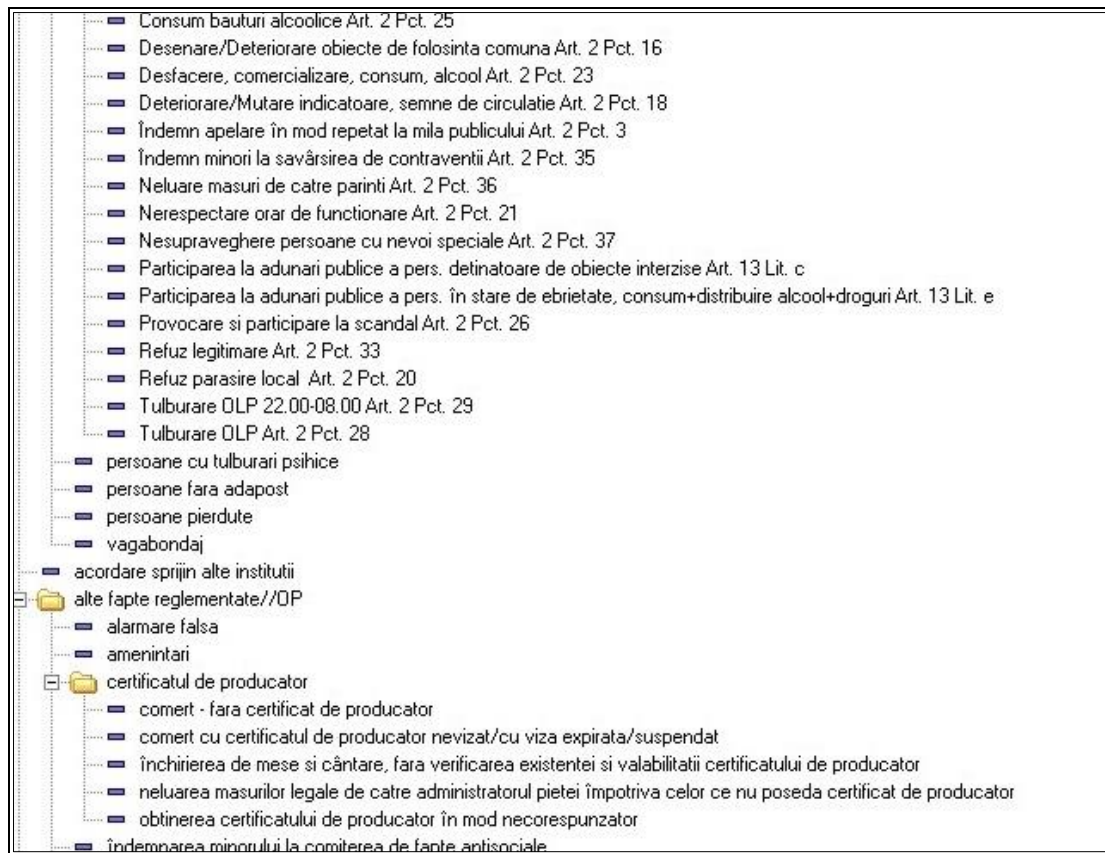 Consum bauturi alcoolice Art. 2 Pct. 25
Desenare/Deteriorare obiecte de folosinta comuna Art. 2 Pct. 16
Desfacere, comercializare, consum, alcool Art. 2 Pct. 23
Deteriorare/Mutare indicatoare, semne de circulatie Art. 2 Pct. 18
Îndemn apelare în mod repetat la mila publicului Art. 2 Pct. 3
Îndemn minori la savârsirea de contraventii Art. 2 Pct. 35
Neluare masuri de catre parinti Art. 2 Pct. 36
Nerespectare orar de functionare Art. 2 Pct. 21
Nesupraveghere persoane cu nevoi speciale Art. 2 Pct. 37
Participarea la adunari publice a pers. detinatoare de obiecte interzise Art. 13 Lit. c
Participarea la adunari publice a pers. în stare de ebrietate, consum+distribuire alcool+droguri Art. 13 Lit. e
Provocare si participare la scandal Art. 2 Pct. 26
Refuz legitimare Art. 2 Pct. 33
Refuz parasire local Art. 2 Pct. 20
Tulburare OLP 22.00-08.00 Art. 2 Pct. 29
Tulburare OLP Art. 2 Pct. 28
persoane cu tulburari psihice
persoane fara adapost
persoane pierdute
vagabondaj
acordare sprijin alte institutii
alte fapte reglementate//OP
alarmare falsa
amenintari
certificatul de producator
comert - fara certificat de producator
comert cu certificatul de producator nevizat/cu viza expirata/suspendat
închirierea de mese si cântare, fara verificarea existentei si valabilitatii certificatului de producator
neluarea masurilor legale de catre administratorul pietei împotriva celor ce nu poseda certificat de producator
obtinerea certificatului de producator în mod necorespunzator
îndemnarea minorului la comiterea de fapte antisociale